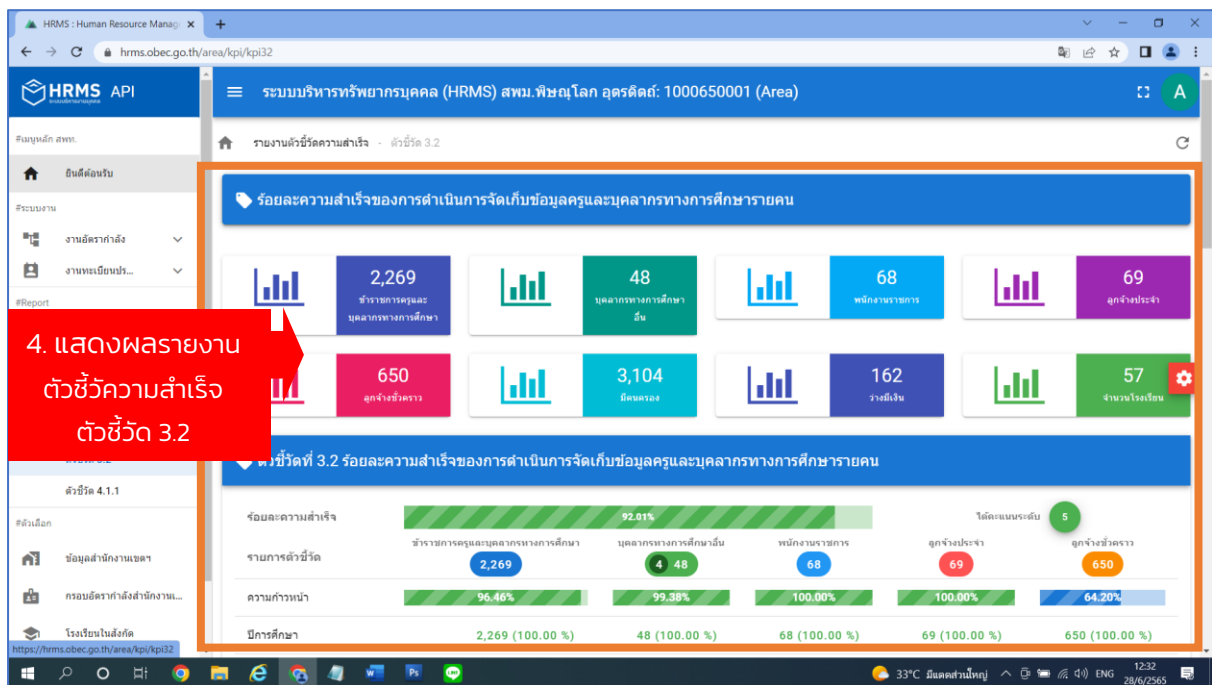 HRMS : Human Resource Manag
hrms.obec.go.th/area/kpi/kpi32
HRMS API
ระบบบริหารงานบุคคล
ระบบบริหารทรัพยากรบุคคล (HRMS) สพม.พิษณุโลก อุตรดิตถ์: 1000650001 (Area)
A
#เมนูหลัก สพท.
รายงานตัวชี้วัดความสำเร็จ - ตัวชี้วัด 3.2
ยินดีต้อนรับ
#ระบบงาน
งานอัตรากำลัง
งานทะเบียนประ...
#Report
ร้อยละความสำเร็จของการดำเนินการจัดเก็บข้อมูลครูและบุคลากรทางการศึกษารายคน
2,269
ข้าราชการครูและ
บุคลากรทางการศึกษา
48
บุคลากรทางการศึกษา
อื่น
68
พนักงานราชการ
69
ลูกจ้างประจำ
4. แสดงผลรายงาน
ตัวชี้วัความสำเร็จ
ตัวชี้วัด 3.2
650
ลูกจ้างชั่วคราว
3,104
มีคนครอง
162
ว่างมีเงิน
57
จำนวนโรงเรียน
ตัวชี้วัด 3.2
ตัวชี้วัด 4.1.1
#ตัวเลือก
ข้อมูลสำนักงานเขตฯ
กรอบอัตรากำลังสำนักงานเ...
โรงเรียนในสังกัด
ตัวชี้วัดที่ 3.2 ร้อยละความสำเร็จของการดำเนินการจัดเก็บข้อมูลครูและบุคลากรทางการศึกษารายคน
ร้อยละความสำเร็จ 92.01% ได้คะแนนระดับ 5
รายการตัวชี้วัด
ข้าราชการครูและบุคลากรทางการศึกษา บุคลากรทางการศึกษาอื่น พนักงานราชการ ลูกจ้างประจำ ลูกจ้างชั่วคราว
2,269 4 48 68 69 650
ความก้าวหน้า 96.46% 99.38% 100.00% 100.00% 64.20%
ปีการศึกษา 2,269 (100.00 %) 48 (100.00 %) 68 (100.00 %) 69 (100.00 %) 650 (100.00 %)
https://hrms.obec.go.th/area/kpi/kpi32
33°C มีแดดส่วนใหญ่ ENG 12:32
28/6/2565